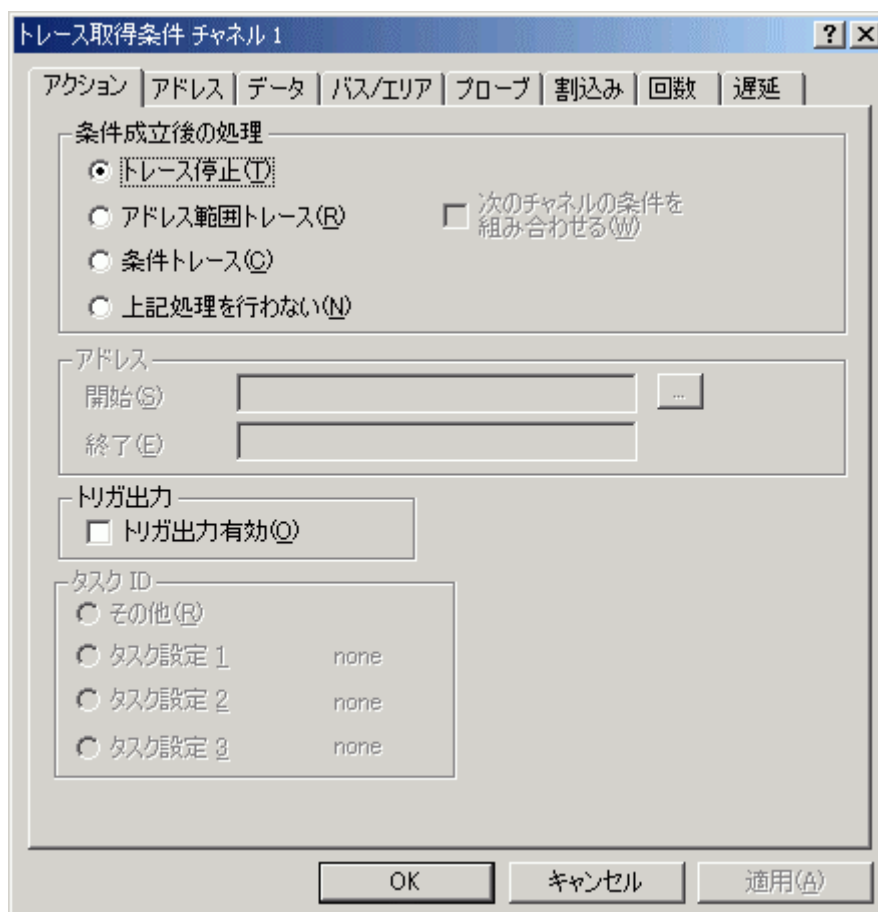 トレース取得条件 チャネル 1
アクション アドレス データ バス/エリア プローブ 割込み 回数 遅延
条件成立後の処理
トレース停止(T)
アドレス範囲トレース(R)
次のチャネルの条件を
組み合わせる(W)
条件トレース(C)
上記処理を行わない(N)
アドレス
開始(S)
...
終了(E)
トリガ出力
トリガ出力有効(O)
タスク ID
その他(R)
タスク設定 1 none
タスク設定 2 none
タスク設定 3 none
OK キャンセル 適用(A)